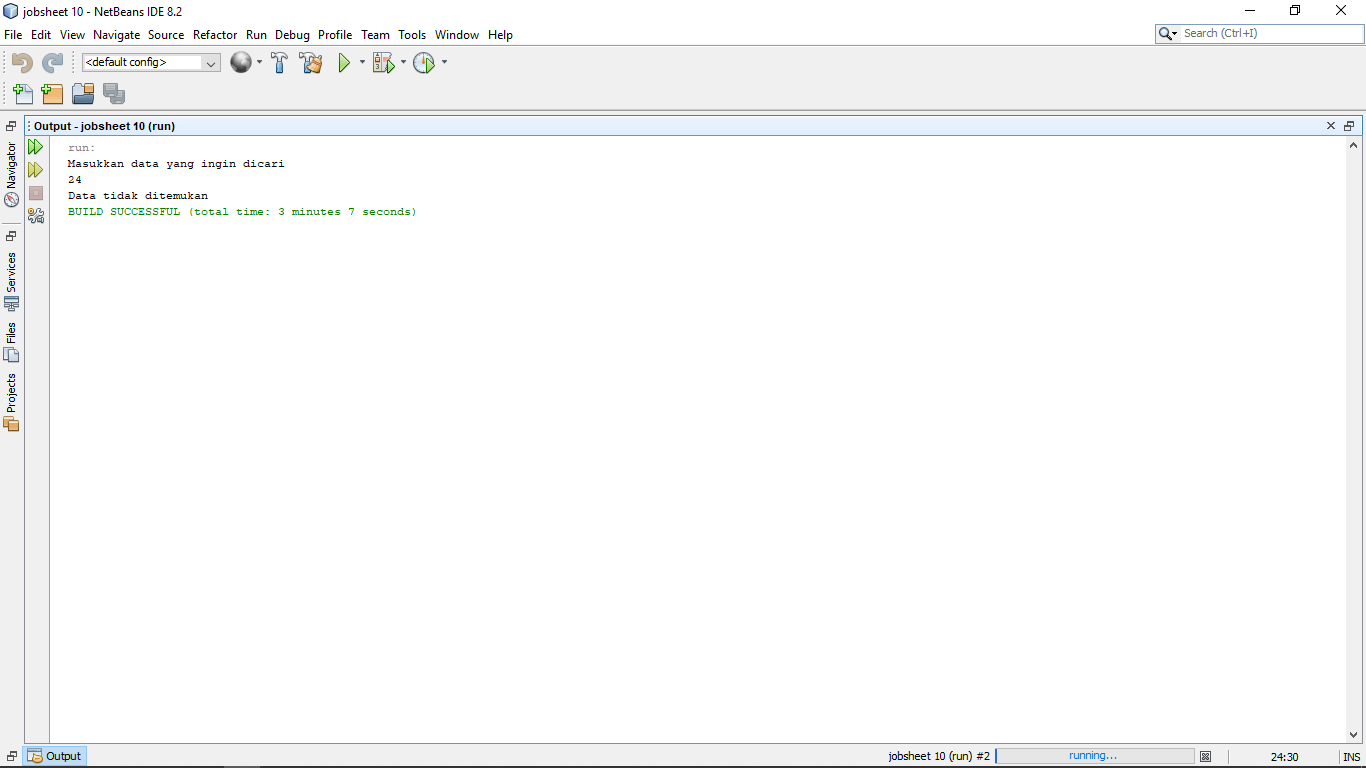 jobsheet 10 - NetBeans IDE 8.2
File Edit View Navigate Source Refactor Run Debug Profile Team Tools Window Help
Search (Ctrl+I)
<default config>
Output - jobsheet 10 (run)
Navigator
Services
Files
Projects
run:
Masukkan data yang ingin dicari
24
Data tidak ditemukan
BUILD SUCCESSFUL (total time: 3 minutes 7 seconds)
Output
jobsheet 10 (run) #2
running...
24:30
INS